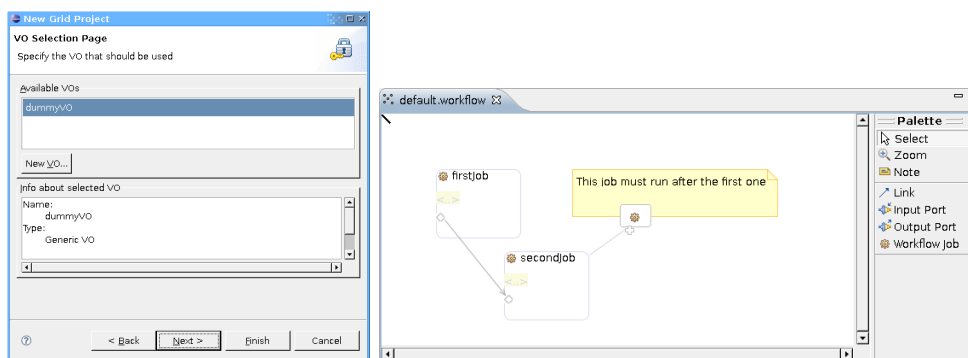 New Grid Project
VO Selection Page
Specify the VO that should be used
Available VOs
dummyVO
New VO...
Info about selected VO
Name:
dummyVO
Type:
Generic VO
< Back Next > Finish Cancel
default.workflow
firstJob
<...>
This job must run after the first one
secondJob
<...>
Palette
Select
Zoom
Note
Link
Input Port
Output Port
Workflow Job